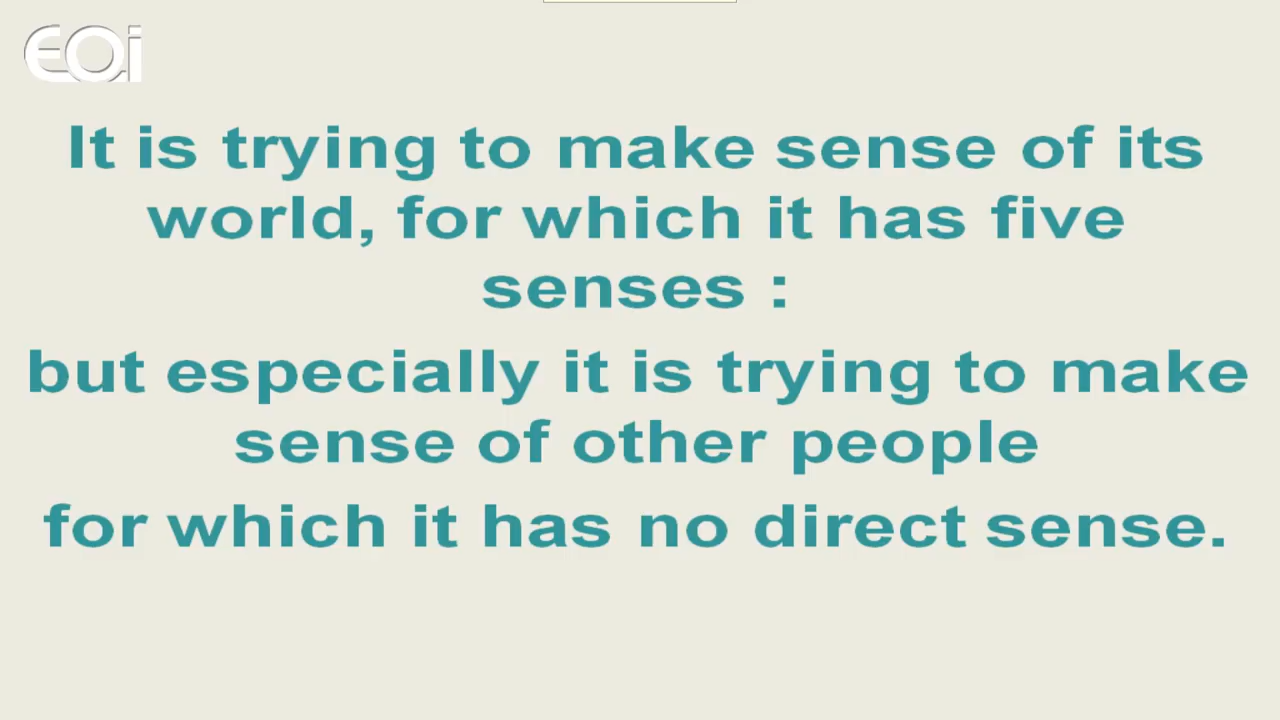 EQi
It is trying to make sense of its
world, for which it has five
senses :
but especially it is trying to make
sense of other people
for which it has no direct sense.